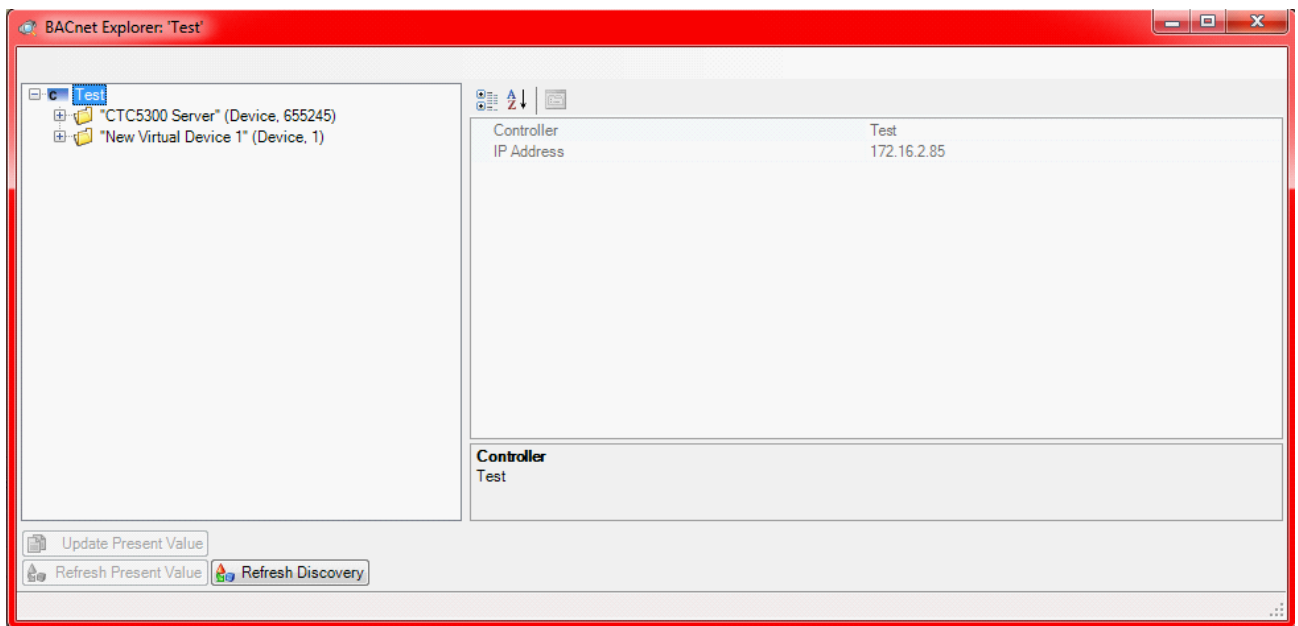 BACnet Explorer: 'Test'
C Test
"CTC5300 Server" (Device, 655245)
"New Virtual Device 1" (Device, 1)
Controller Test
IP Address 172.16.2.85
Controller
Test
Update Present Value
Refresh Present Value Refresh Discovery